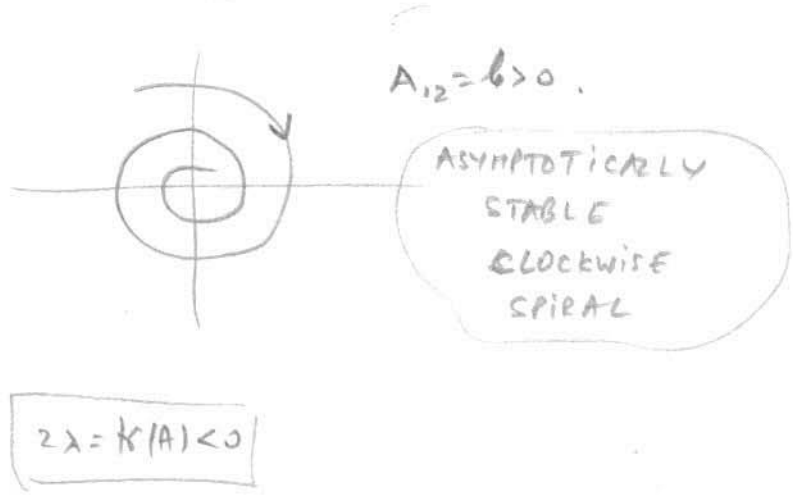 A₁₂ = b > 0.
ASYMPTOTICALLY
STABLE
CLOCKWISE
SPIRAL
2λ = tr(A) < 0